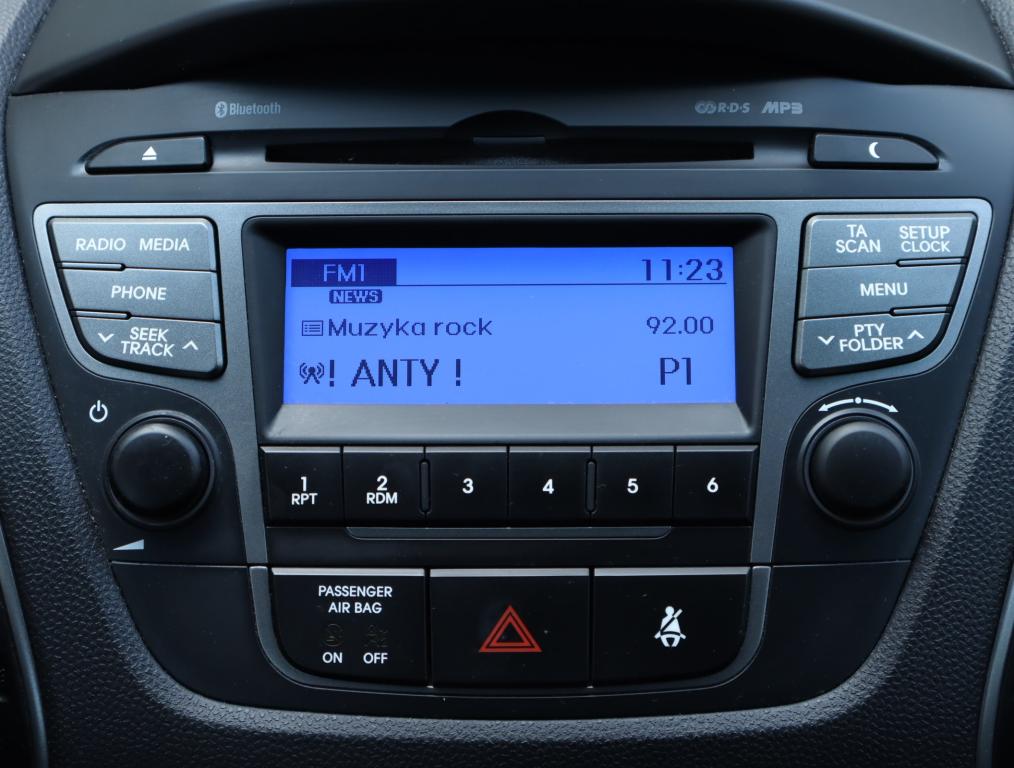 Bluetooth
R·D·S MP3
RADIO MEDIA
PHONE
SEEK
TRACK
FM1 11:23
NEWS
Muzyka rock 92.00
! ANTY ! P1
TA
SCAN
SETUP
CLOCK
MENU
PTY
FOLDER
1
RPT
2
RDM
3
4
5
6
PASSENGER
AIR BAG
ON OFF